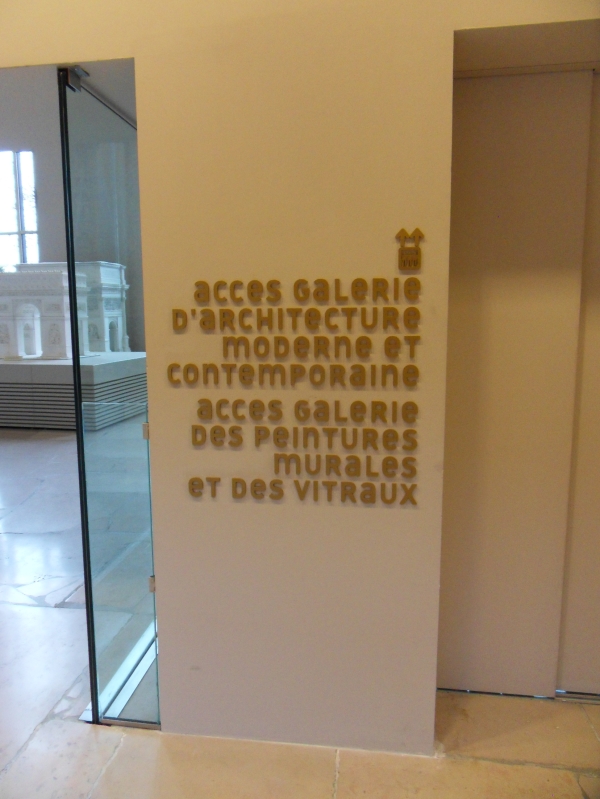 acces Galerie
D'architecture
moderne et
contemporaine
acces Galerie
Des peintures
murales
et Des vitraux